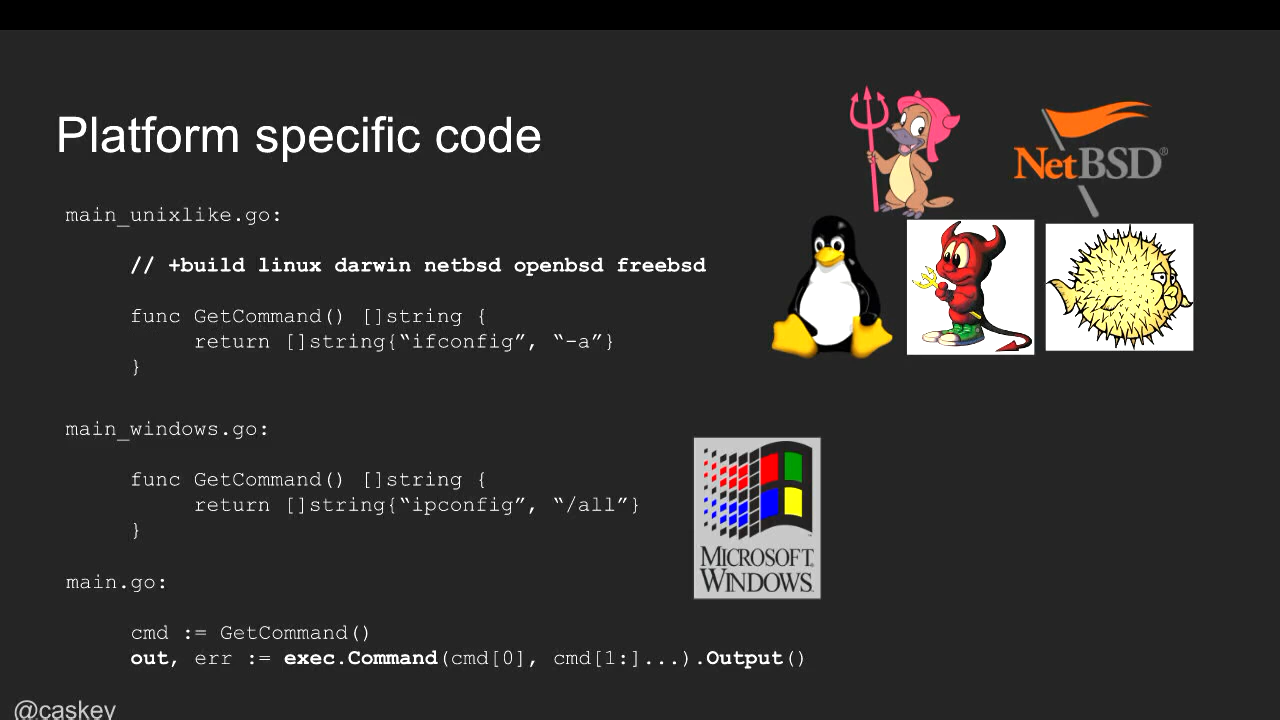 Platform specific code
main_unixlike.go:
// +build linux darwin netbsd openbsd freebsd
func GetCommand() []string {
return []string{“ifconfig”, “-a”}
}
main_windows.go:
func GetCommand() []string {
return []string{“ipconfig”, “/all”}
}
main.go:
cmd := GetCommand()
out, err := exec.Command(cmd[0], cmd[1:]...).Output()
@caskey
NetBSD®
MICROSOFT®
WINDOWS®